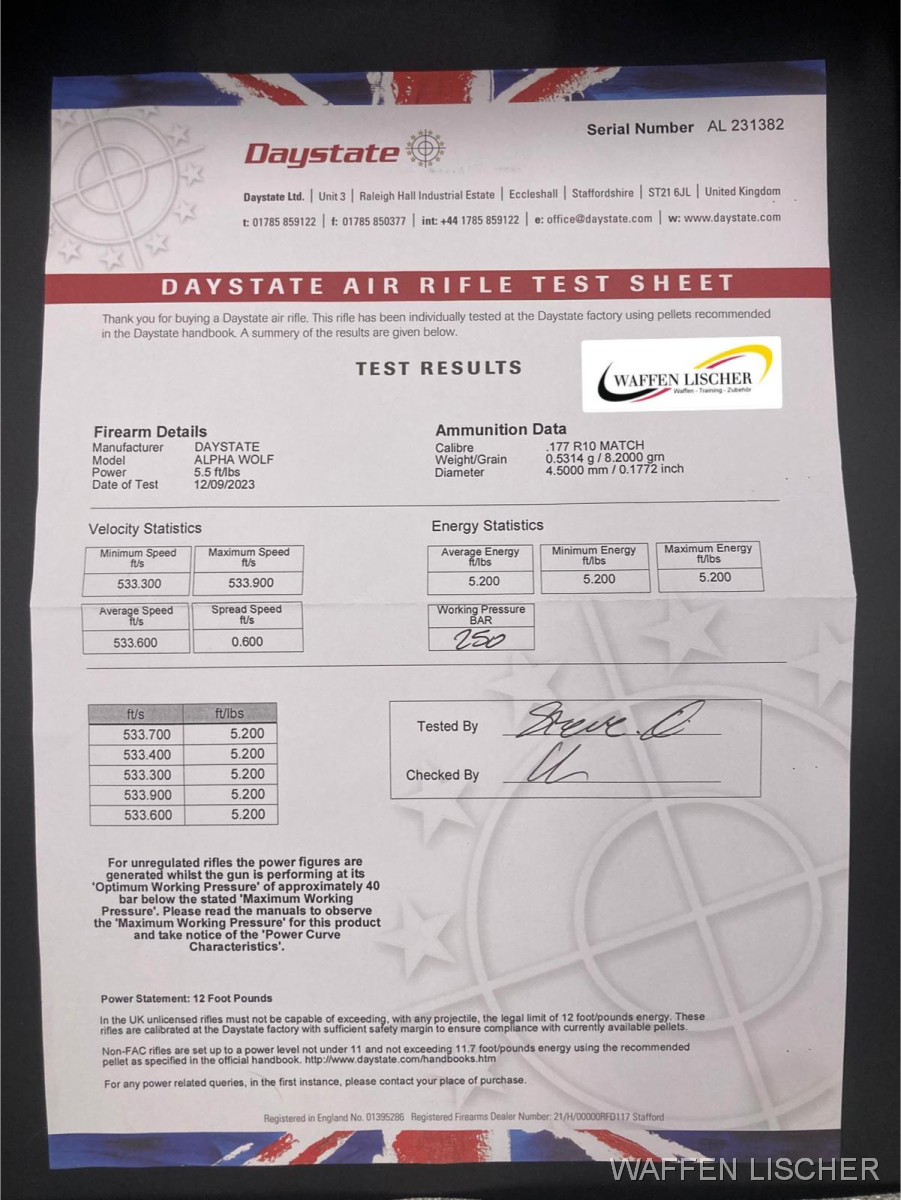 Serial Number AL 231382
Daystate
Daystate Ltd. | Unit 3 | Raleigh Hall Industrial Estate | Eccleshall | Staffordshire | ST21 6JL | United Kingdom
t: 01785 859122 | f: 01785 850377 | int: +44 1785 859122 | e: office@daystate.com | w: www.daystate.com
DAYSTATE AIR RIFLE TEST SHEET
Thank you for buying a Daystate air rifle. This rifle has been individually tested at the Daystate factory using pellets recommended
in the Daystate handbook. A summery of the results are given below.
TEST RESULTS
WAFFEN LISCHER
Waffen - Training - Zubehör
Firearm Details
Manufacturer DAYSTATE
Model ALPHA WOLF
Power 5.5 ft/lbs
Date of Test 12/09/2023
Ammunition Data
Calibre .177 R10 MATCH
Weight/Grain 0.5314 g / 8.2000 grn
Diameter 4.5000 mm / 0.1772 inch
Velocity Statistics
Minimum Speed ft/s Maximum Speed ft/s
533.300 533.900
Average Speed ft/s Spread Speed ft/s
533.600 0.600
Energy Statistics
Average Energy ft/lbs Minimum Energy ft/lbs Maximum Energy ft/lbs
5.200 5.200 5.200
Working Pressure
BAR
250
ft/s ft/lbs
533.700 5.200
533.400 5.200
533.300 5.200
533.900 5.200
533.600 5.200
Tested By Steve.O
Checked By
For unregulated rifles the power figures are
generated whilst the gun is performing at its
'Optimum Working Pressure' of approximately 40
bar below the stated 'Maximum Working
Pressure'. Please read the manuals to observe
the 'Maximum Working Pressure' for this product
and take notice of the 'Power Curve
Characteristics'.
Power Statement: 12 Foot Pounds
In the UK unlicensed rifles must not be capable of exceeding, with any projectile, the legal limit of 12 foot/pounds energy. These
rifles are calibrated at the Daystate factory with sufficient safety margin to ensure compliance with currently available pellets.
Non-FAC rifles are set up to a power level not under 11 and not exceeding 11.7 foot/pounds energy using the recommended
pellet as specified in the official handbook. http://www.daystate.com/handbooks.htm
For any power related queries, in the first instance, please contact your place of purchase.
Registered in England No. 01395286 Registered Firearms Dealer Number: 21/H/00000RFD117 Stafford
WAFFEN LISCHER